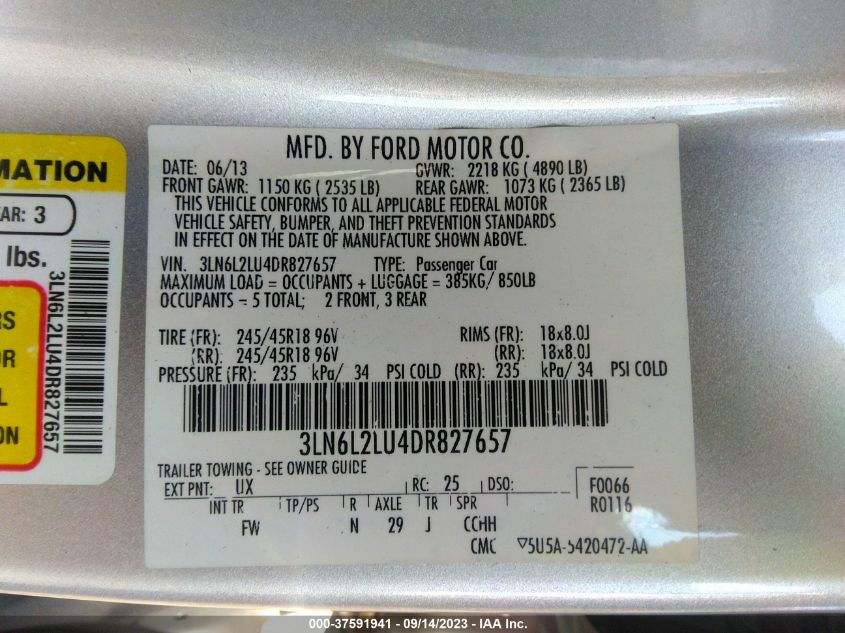 MATION
AR: 3
lbs.
RS
OR
L
ON
3LN6L2LU4DR827657
MFD. BY FORD MOTOR CO.
DATE: 06/13 GVWR: 2218 KG ( 4890 LB)
FRONT GAWR: 1150 KG ( 2535 LB) REAR GAWR: 1073 KG ( 2365 LB)
THIS VEHICLE CONFORMS TO ALL APPLICABLE FEDERAL MOTOR
VEHICLE SAFETY, BUMPER, AND THEFT PREVENTION STANDARDS
IN EFFECT ON THE DATE OF MANUFACTURE SHOWN ABOVE.
VIN. 3LN6L2LU4DR827657 TYPE: Passenger Car
MAXIMUM LOAD = OCCUPANTS + LUGGAGE = 385KG/ 850LB
OCCUPANTS = 5 TOTAL; 2 FRONT, 3 REAR
TIRE (FR): 245/45R18 96V RIMS (FR): 18x8.0J
(RR): 245/45R18 96V (RR): 18x8.0J
PRESSURE (FR): 235 kPa/ 34 PSI COLD (RR): 235 kPa/ 34 PSI COLD
3LN6L2LU4DR827657
TRAILER TOWING - SEE OWNER GUIDE
EXT PNT: UX RC: 25 DSO: F0066
INT TR TP/PS R AXLE TR SPR R0116
FW N 29 J CCHH
CMC ▽5U5A-5420472-AA
000-37591941 - 09/14/2023 - IAA Inc.